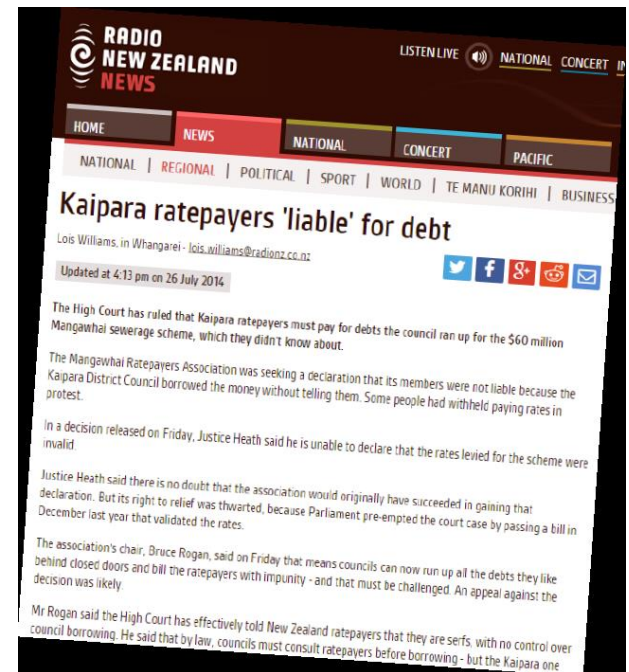 RADIO
NEW ZEALAND
NEWS
LISTEN LIVE NATIONAL CONCERT
HOME NEWS NATIONAL CONCERT PACIFIC
NATIONAL | REGIONAL | POLITICAL | SPORT | WORLD | TE MANU KORIHI | BUSINESS
Kaipara ratepayers 'liable' for debt
Lois Williams, in Whangarei - lois.williams@radionz.co.nz
Updated at 4:13 pm on 26 July 2014
The High Court has ruled that Kaipara ratepayers must pay for debts the council ran up for the $60 million
Mangawhai sewerage scheme, which they didn't know about.
The Mangawhai Ratepayers Association was seeking a declaration that its members were not liable because the
Kaipara District Council borrowed the money without telling them. Some people had withheld paying rates in
protest.
In a decision released on Friday, Justice Heath said he is unable to declare that the rates levied for the scheme were
invalid.
Justice Heath said there is no doubt that the association would originally have succeeded in gaining that
declaration. But its right to relief was thwarted, because Parliament pre-empted the court case by passing a bill in
December last year that validated the rates.
The association's chair, Bruce Rogan, said on Friday that means councils can now run up all the debts they like
behind closed doors and bill the ratepayers with impunity - and that must be challenged. An appeal against the
decision was likely.
Mr Rogan said the High Court has effectively told New Zealand ratepayers that they are serfs, with no control over
council borrowing. He said that by law, councils must consult ratepayers before borrowing - but the Kaipara one